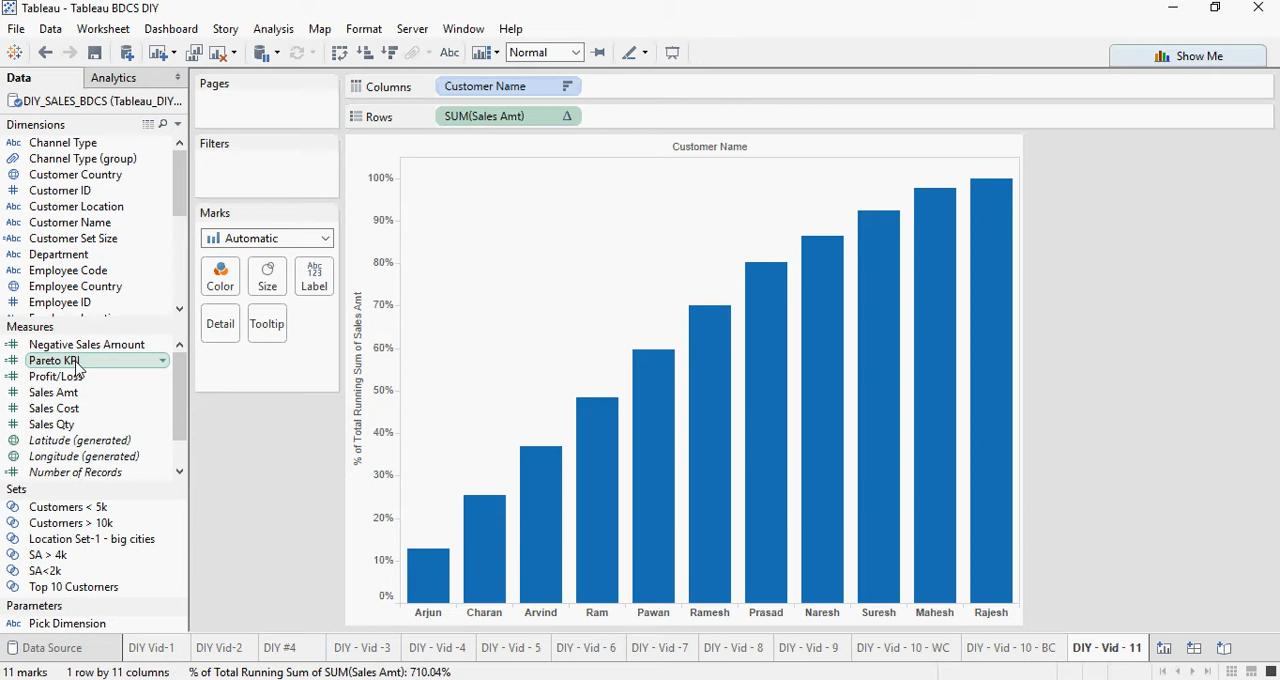 Tableau - Tableau BDCS DIY
File Data Worksheet Dashboard Story Analysis Map Format Server Window Help
Abc Normal
Show Me
Data Analytics
DIY_SALES_BDCS (Tableau_DIY...
Dimensions
Abc Channel Type
Channel Type (group)
Customer Country
Customer ID
Customer Location
Abc Customer Name
Abc Customer Set Size
Abc Department
Abc Employee Code
Employee Country
Employee ID
Measures
Negative Sales Amount
Pareto KPI
Profit/Loss
Sales Amt
Sales Cost
Sales Qty
Latitude (generated)
Longitude (generated)
Number of Records
Sets
Customers < 5k
Customers > 10k
Location Set-1 - big cities
SA > 4k
SA<2k
Top 10 Customers
Parameters
Abc Pick Dimension
Pages
Filters
Marks
Automatic
Color
Size
Abc
123
Label
Detail
Tooltip
Columns Customer Name
Rows SUM(Sales Amt) Δ
Customer Name
% of Total Running Sum of Sales Amt
100%
90%
80%
70%
60%
50%
40%
30%
20%
10%
0%
Arjun Charan Arvind Ram Pawan Ramesh Prasad Naresh Suresh Mahesh Rajesh
Data Source DIY Vid-1 DIY Vid-2 DIY #4 DIY - Vid -3 DIY - Vid -4 DIY - Vid - 5 DIY - Vid - 6 DIY - Vid -7 DIY - Vid - 8 DIY - Vid - 9 DIY - Vid - 10 - WC DIY - Vid - 10 - BC DIY - Vid - 11
11 marks 1 row by 11 columns % of Total Running Sum of SUM(Sales Amt): 710.04%